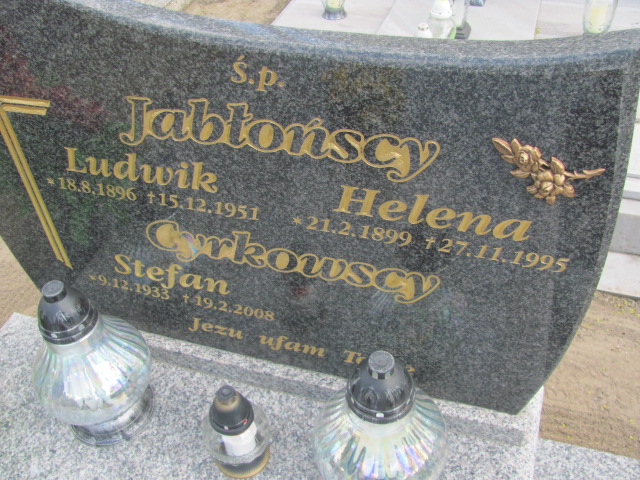 ś.p.
Jabłońscy
Ludwik Helena
*18.8.1896 †15.12.1951 *21.2.1899 †27.11.1995
Cynkowscy
Stefan
*9.12.1933 †19.2.2008
Jezu ufam